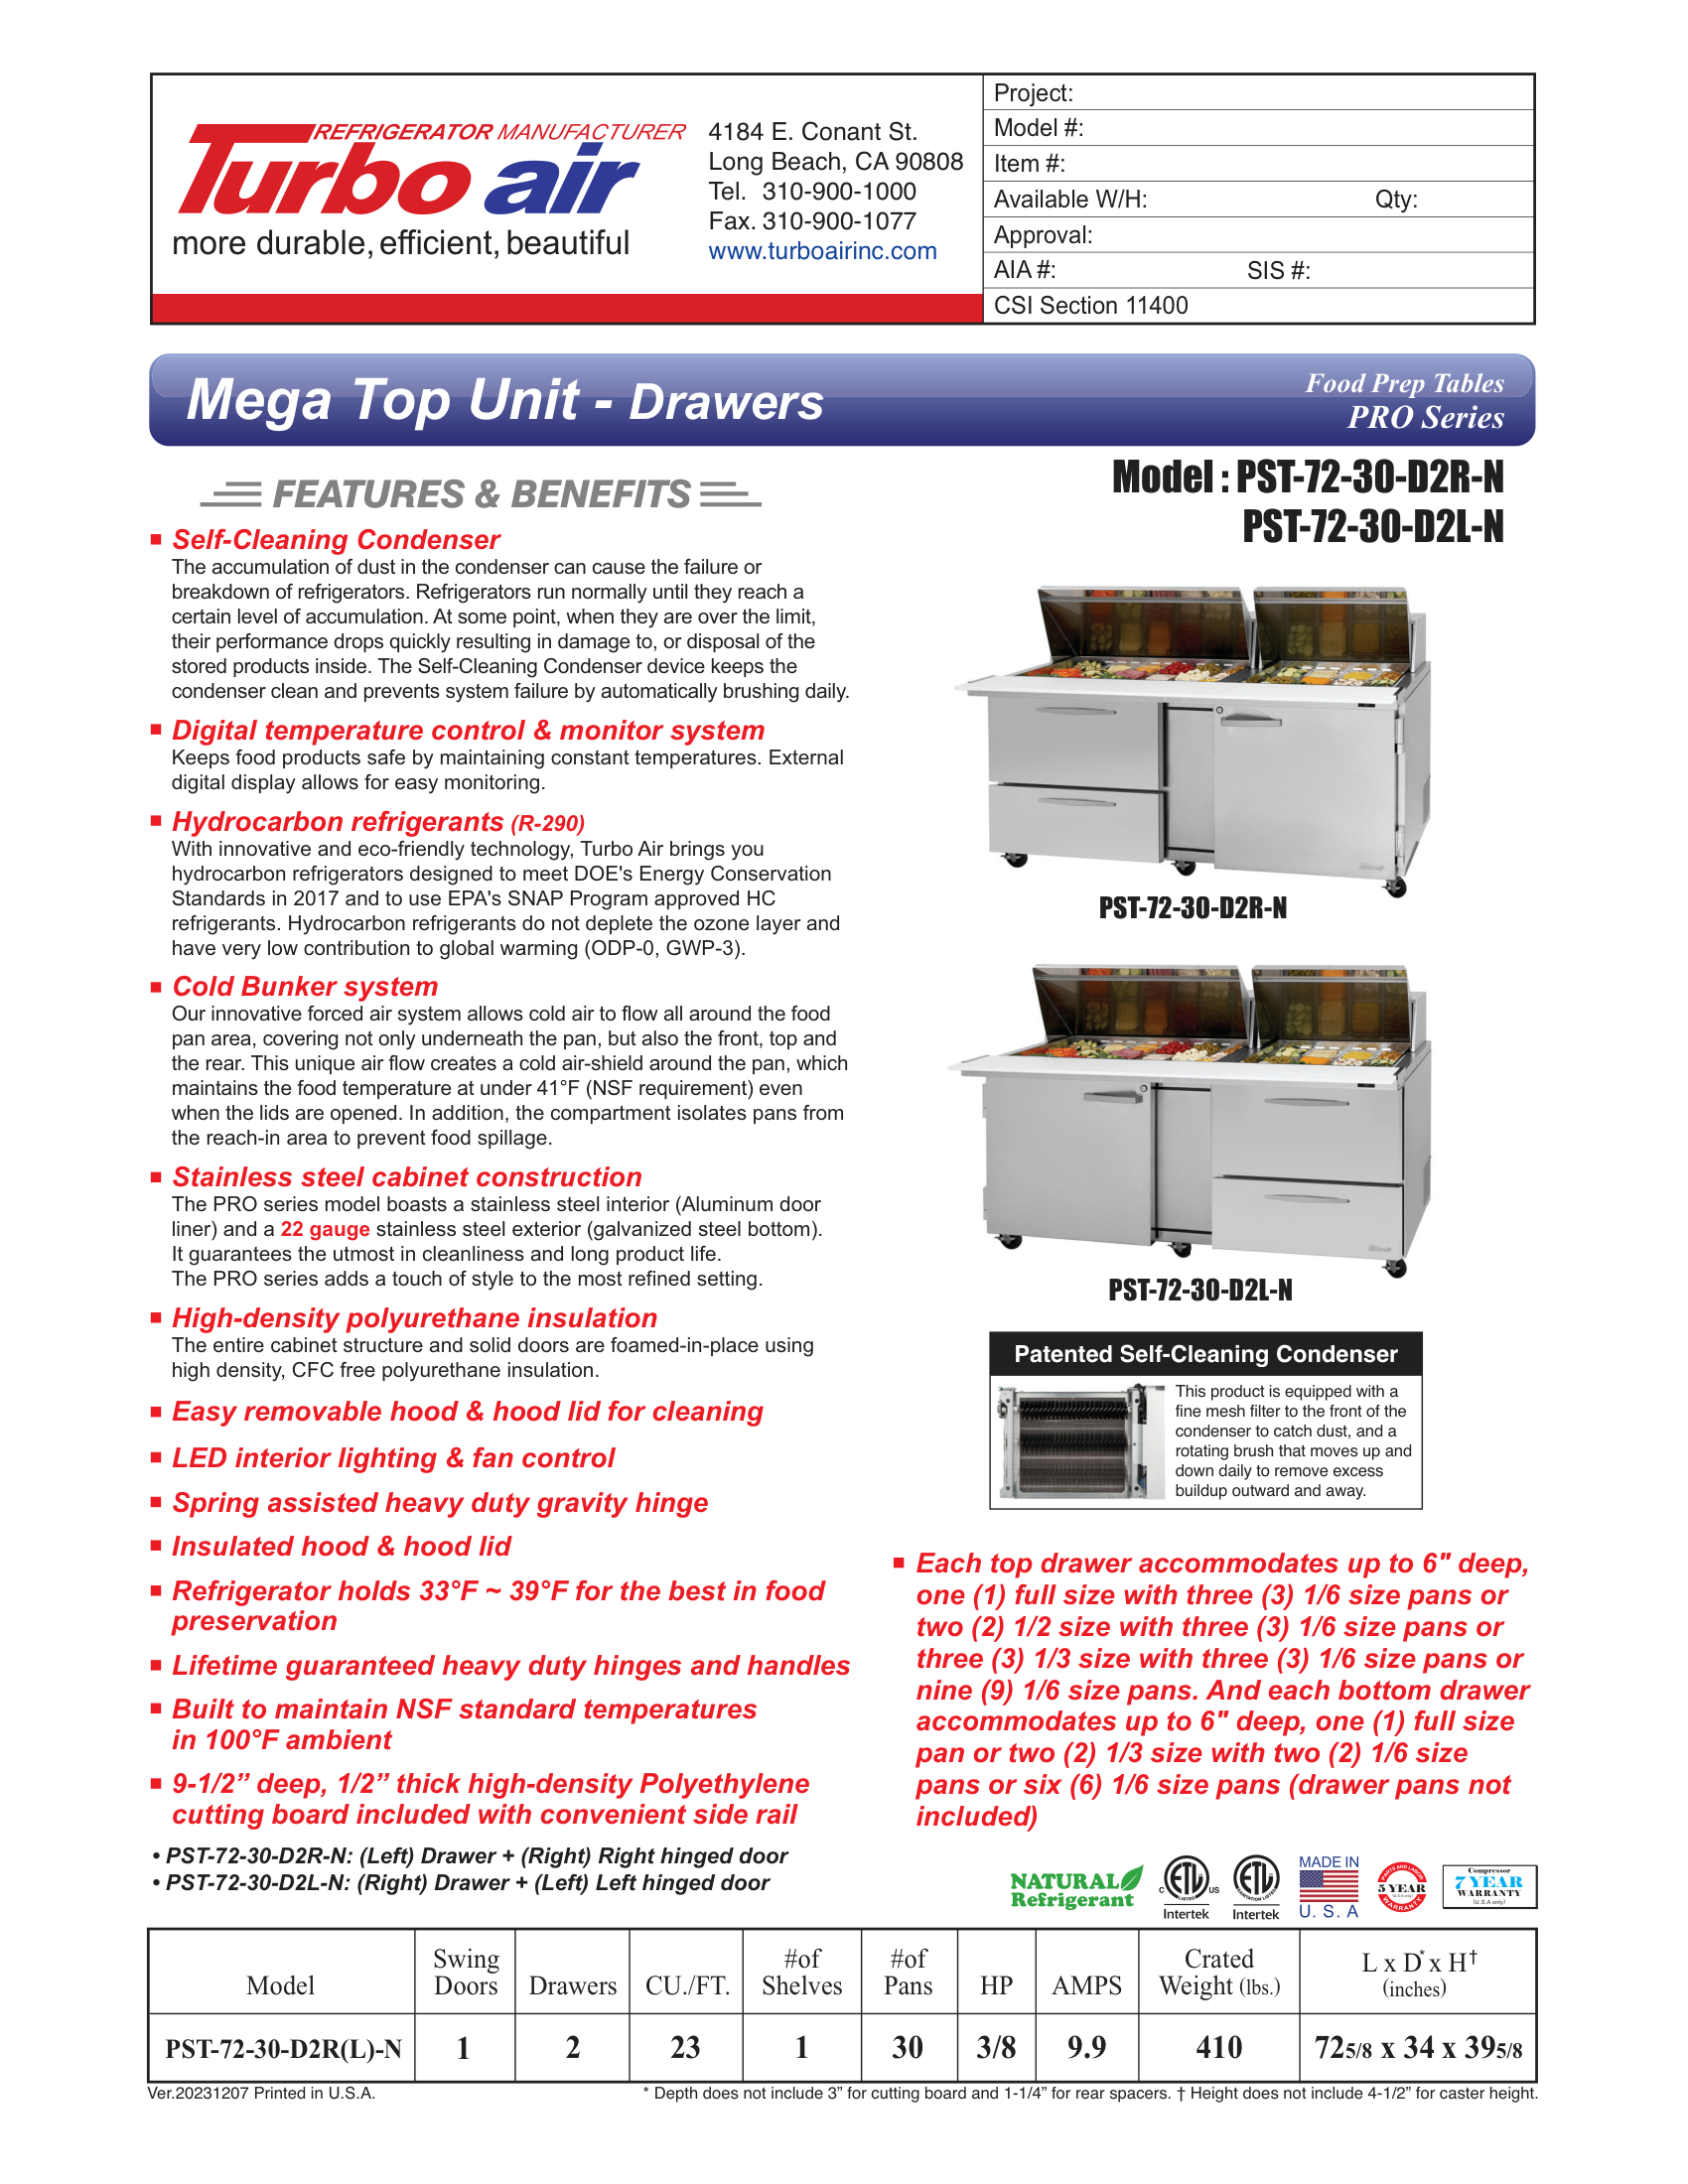 REFRIGERATOR MANUFACTURER
Turbo air
more durable, efficient, beautiful
4184 E. Conant St.
Long Beach, CA 90808
Tel. 310-900-1000
Fax. 310-900-1077
www.turboairinc.com
Project:
Model #:
Item #:
Available W/H: Qty:
Approval:
AIA #: SIS #:
CSI Section 11400
Mega Top Unit - Drawers
Food Prep Tables
PRO Series
FEATURES & BENEFITS
Model : PST-72-30-D2R-N
PST-72-30-D2L-N
Self-Cleaning Condenser
The accumulation of dust in the condenser can cause the failure or
breakdown of refrigerators. Refrigerators run normally until they reach a
certain level of accumulation. At some point, when they are over the limit,
their performance drops quickly resulting in damage to, or disposal of the
stored products inside. The Self-Cleaning Condenser device keeps the
condenser clean and prevents system failure by automatically brushing daily.
Digital temperature control & monitor system
Keeps food products safe by maintaining constant temperatures. External
digital display allows for easy monitoring.
Hydrocarbon refrigerants (R-290)
With innovative and eco-friendly technology, Turbo Air brings you
hydrocarbon refrigerators designed to meet DOE's Energy Conservation
Standards in 2017 and to use EPA's SNAP Program approved HC
refrigerants. Hydrocarbon refrigerants do not deplete the ozone layer and
have very low contribution to global warming (ODP-0, GWP-3).
Cold Bunker system
Our innovative forced air system allows cold air to flow all around the food
pan area, covering not only underneath the pan, but also the front, top and
the rear. This unique air flow creates a cold air-shield around the pan, which
maintains the food temperature at under 41°F (NSF requirement) even
when the lids are opened. In addition, the compartment isolates pans from
the reach-in area to prevent food spillage.
Stainless steel cabinet construction
The PRO series model boasts a stainless steel interior (Aluminum door
liner) and a 22 gauge stainless steel exterior (galvanized steel bottom).
It guarantees the utmost in cleanliness and long product life.
The PRO series adds a touch of style to the most refined setting.
High-density polyurethane insulation
The entire cabinet structure and solid doors are foamed-in-place using
high density, CFC free polyurethane insulation.
Easy removable hood & hood lid for cleaning
LED interior lighting & fan control
Spring assisted heavy duty gravity hinge
Insulated hood & hood lid
Refrigerator holds 33°F ~ 39°F for the best in food
preservation
Lifetime guaranteed heavy duty hinges and handles
Built to maintain NSF standard temperatures
in 100°F ambient
9-1/2” deep, 1/2” thick high-density Polyethylene
cutting board included with convenient side rail
• PST-72-30-D2R-N: (Left) Drawer + (Right) Right hinged door
• PST-72-30-D2L-N: (Right) Drawer + (Left) Left hinged door
PST-72-30-D2R-N
PST-72-30-D2L-N
Patented Self-Cleaning Condenser
This product is equipped with a
fine mesh filter to the front of the
condenser to catch dust, and a
rotating brush that moves up and
down daily to remove excess
buildup outward and away.
Each top drawer accommodates up to 6" deep,
one (1) full size with three (3) 1/6 size pans or
two (2) 1/2 size with three (3) 1/6 size pans or
three (3) 1/3 size with three (3) 1/6 size pans or
nine (9) 1/6 size pans. And each bottom drawer
accommodates up to 6" deep, one (1) full size
pan or two (2) 1/3 size with two (2) 1/6 size
pans or six (6) 1/6 size pans (drawer pans not
included)
NATURAL
Refrigerant
C ETL US
LISTED
Intertek
ETL
SANITATION LISTED
Intertek
MADE IN
U. S. A
PARTS AND LABOR
5 YEAR
(U.S.A only)
WARRANTY
Compressor
7 YEAR
WARRANTY
(U.S.A only)
Model Swing Doors Drawers CU./FT. #of Shelves #of Pans HP AMPS Crated Weight (lbs.) L x D* x H† (inches)
PST-72-30-D2R(L)-N 1 2 23 1 30 3/8 9.9 410 725/8 x 34 x 395/8
Ver.20231207 Printed in U.S.A.
* Depth does not include 3” for cutting board and 1-1/4” for rear spacers. † Height does not include 4-1/2” for caster height.